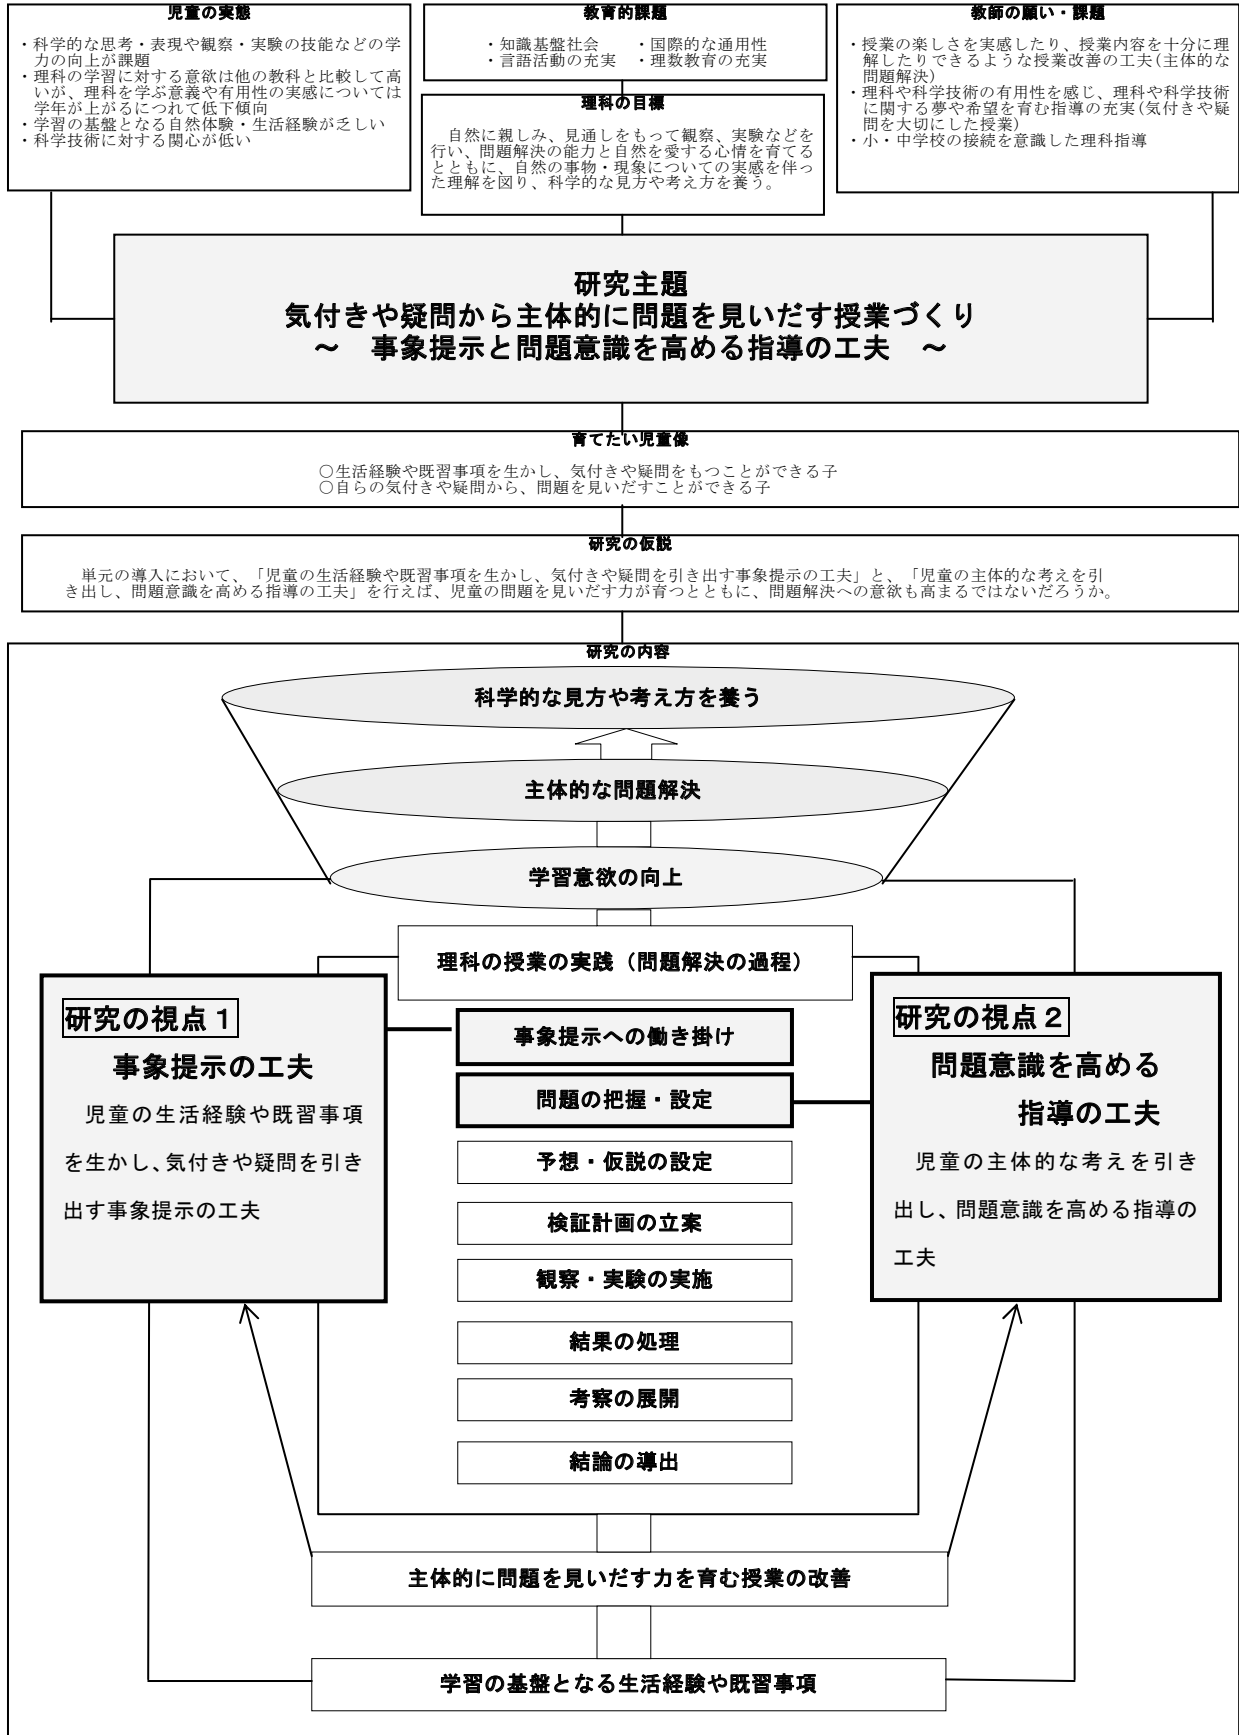 児童の実態
・科学的な思考・表現や観察・実験の技能などの学
力の向上が課題
・理科の学習に対する意欲は他の教科と比較して高
いが、理科を学ぶ意義や有用性の実感については
学年が上がるにつれて低下傾向
・学習の基盤となる自然体験・生活経験が乏しい
・科学技術に対する関心が低い
教育的課題
・知識基盤社会 ・国際的な通用性
・言語活動の充実 ・理数教育の充実
理科の目標
自然に親しみ、見通しをもって観察、実験などを
行い、問題解決の能力と自然を愛する心情を育てる
とともに、自然の事物・現象についての実感を伴っ
た理解を図り、科学的な見方や考え方を養う。
教師の願い・課題
・授業の楽しさを実感したり、授業内容を十分に理
解したりできるような授業改善の工夫(主体的な
問題解決)
・理科や科学技術の有用性を感じ、理科や科学技術
に関する夢や希望を育む指導の充実(気付きや疑
問を大切にした授業)
・小・中学校の接続を意識した理科指導
研究主題
気付きや疑問から主体的に問題を見いだす授業づくり
～ 事象提示と問題意識を高める指導の工夫 ～
育てたい児童像
○生活経験や既習事項を生かし、気付きや疑問をもつことができる子
○自らの気付きや疑問から、問題を見いだすことができる子
研究の仮説
単元の導入において、「児童の生活経験や既習事項を生かし、気付きや疑問を引き出す事象提示の工夫」と、「児童の主体的な考えを引
き出し、問題意識を高める指導の工夫」を行えば、児童の問題を見いだす力が育つとともに、問題解決への意欲も高まるではないだろうか。
研究の内容
科学的な見方や考え方を養う
主体的な問題解決
学習意欲の向上
理科の授業の実践（問題解決の過程）
研究の視点１
事象提示の工夫
児童の生活経験や既習事項
を生かし、気付きや疑問を引き
出す事象提示の工夫
事象提示への働き掛け
問題の把握・設定
予想・仮説の設定
検証計画の立案
観察・実験の実施
結果の処理
考察の展開
結論の導出
研究の視点２
問題意識を高める
指導の工夫
児童の主体的な考えを引き
出し、問題意識を高める指導の
工夫
主体的に問題を見いだす力を育む授業の改善
学習の基盤となる生活経験や既習事項